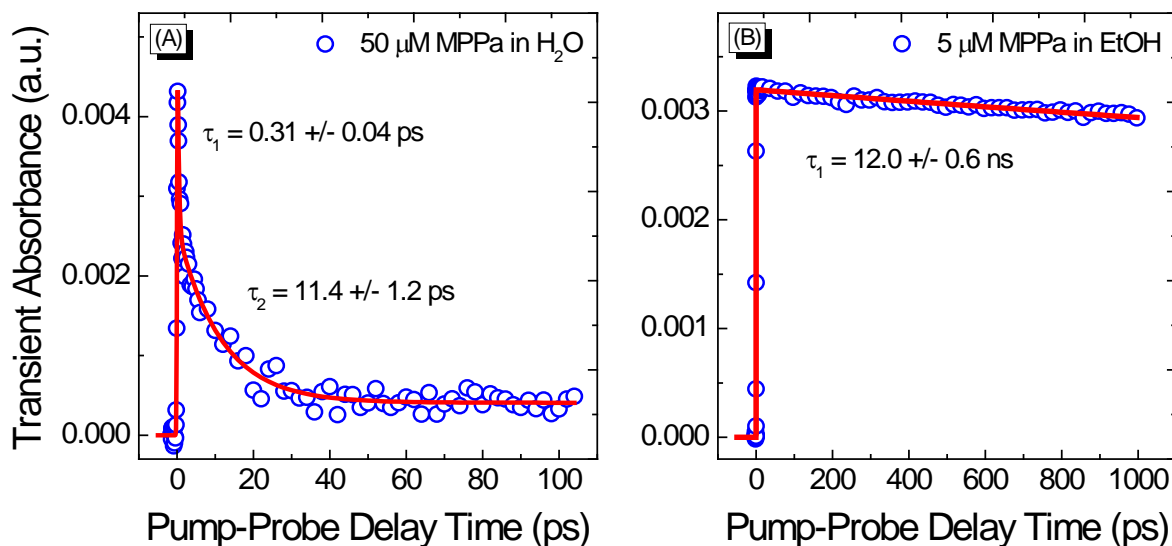 Transient Absorbance (a.u.)
(A)
50 μM MPPa in H₂O
τ₁ = 0.31 +/- 0.04 ps
τ₂ = 11.4 +/- 1.2 ps
0.004
0.002
0.000
0 20 40 60 80 100
Pump-Probe Delay Time (ps)
(B)
5 μM MPPa in EtOH
τ₁ = 12.0 +/- 0.6 ns
0.003
0.002
0.001
0.000
0 200 400 600 800 1000
Pump-Probe Delay Time (ps)